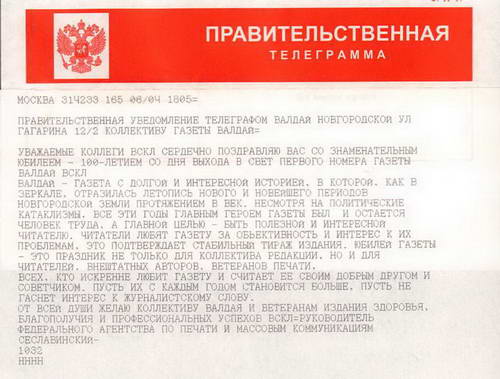 ПРАВИТЕЛЬСТВЕННАЯ
ТЕЛЕГРАММА
МОСКВА 314233 165 06/04 1805=
ПРАВИТЕЛЬСТВЕННАЯ УВЕДОМЛЕНИЕ ТЕЛЕГРАФОМ ВАЛДАЙ НОВГОРОДСКОЙ УЛ
ГАГАРИНА 12/2 КОЛЛЕКТИВУ ГАЗЕТЫ ВАЛДАЙ=
УВАЖАЕМЫЕ КОЛЛЕГИ ВСКЛ СЕРДЕЧНО ПОЗДРАВЛЯЮ ВАС СО ЗНАМЕНАТЕЛЬНЫМ
ЮБИЛЕЕМ - 100-ЛЕТИЕМ СО ДНЯ ВЫХОДА В СВЕТ ПЕРВОГО НОМЕРА ГАЗЕТЫ
ВАЛДАЙ ВСКЛ
ВАЛДАЙ - ГАЗЕТА С ДОЛГОЙ И ИНТЕРЕСНОЙ ИСТОРИЕЙ, В КОТОРОЙ, КАК В
ЗЕРКАЛЕ, ОТРАЗИЛАСЬ ЛЕТОПИСЬ НОВОГО И НОВЕЙШЕГО ПЕРИОДОВ
НОВГОРОДСКОЙ ЗЕМЛИ ПРОТЯЖЕНИЕМ В ВЕК. НЕСМОТРЯ НА ПОЛИТИЧЕСКИЕ
КАТАКЛИЗМЫ, ВСЕ ЭТИ ГОДЫ ГЛАВНЫМ ГЕРОЕМ ГАЗЕТЫ БЫЛ И ОСТАЕТСЯ
ЧЕЛОВЕК ТРУДА, А ГЛАВНОЙ ЦЕЛЬЮ - БЫТЬ ПОЛЕЗНОЙ И ИНТЕРЕСНОЙ
ЧИТАТЕЛЮ. ЧИТАТЕЛИ ЛЮБЯТ ГАЗЕТУ ЗА ОБЪЕКТИВНОСТЬ И ИНТЕРЕС К ИХ
ПРОБЛЕМАМ. ЭТО ПОДТВЕРЖДАЕТ СТАБИЛЬНЫЙ ТИРАЖ ИЗДАНИЯ. ЮБИЛЕЙ ГАЗЕТЫ
- ЭТО ПРАЗДНИК НЕ ТОЛЬКО ДЛЯ КОЛЛЕКТИВА РЕДАКЦИИ, НО И ДЛЯ
ЧИТАТЕЛЕЙ, ВНЕШТАТНЫХ АВТОРОВ, ВЕТЕРАНОВ ПЕЧАТИ,
ВСЕХ, КТО ИСКРЕННЕ ЛЮБИТ ГАЗЕТУ И СЧИТАЕТ ЕЕ СВОИМ ДОБРЫМ ДРУГОМ И
СОВЕТЧИКОМ. ПУСТЬ ИХ С КАЖДЫМ ГОДОМ СТАНОВИТСЯ БОЛЬШЕ, ПУСТЬ НЕ
ГАСНЕТ ИНТЕРЕС К ЖУРНАЛИСТСКОМУ СЛОВУ.
ОТ ВСЕЙ ДУШИ ЖЕЛАЮ КОЛЛЕКТИВУ ВАЛДАЯ И ВЕТЕРАНАМ ИЗДАНИЯ ЗДОРОВЬЯ,
БЛАГОПОЛУЧИЯ И ПРОФЕССИОНАЛЬНЫХ УСПЕХОВ ВСКЛ=РУКОВОДИТЕЛЬ
ФЕДЕРАЛЬНОГО АГЕНТСТВА ПО ПЕЧАТИ И МАССОВЫМ КОММУНИКАЦИЯМ
СЕСЛАВИНСКИЙ-
1032
НННН